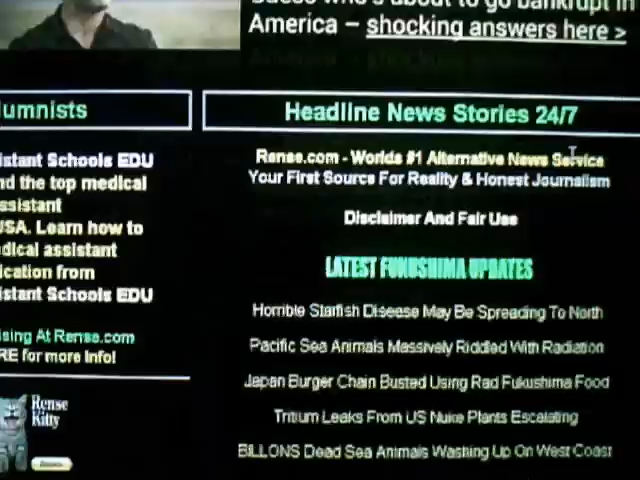 America – shocking answers here >
lumnists
Headline News Stories 24/7
istant Schools EDU
nd the top medical
ssistant
USA. Learn how to
dical assistant
ication from
istant Schools EDU
ising At Rense.com
RE for more Info!
Rense
Kitty
Rense.com - Worlds #1 Alternative News Service
Your First Source For Reality & Honest Journalism
Disclaimer And Fair Use
LATEST FUKUSHIMA UPDATES
Horrible Starfish Disease May Be Spreading To North
Pacific Sea Animals Massively Riddled With Radiation
Japan Burger Chain Busted Using Rad Fukushima Food
Tritium Leaks From US Nuke Plants Escalating
BILLONS Dead Sea Animals Washing Up On West Coast